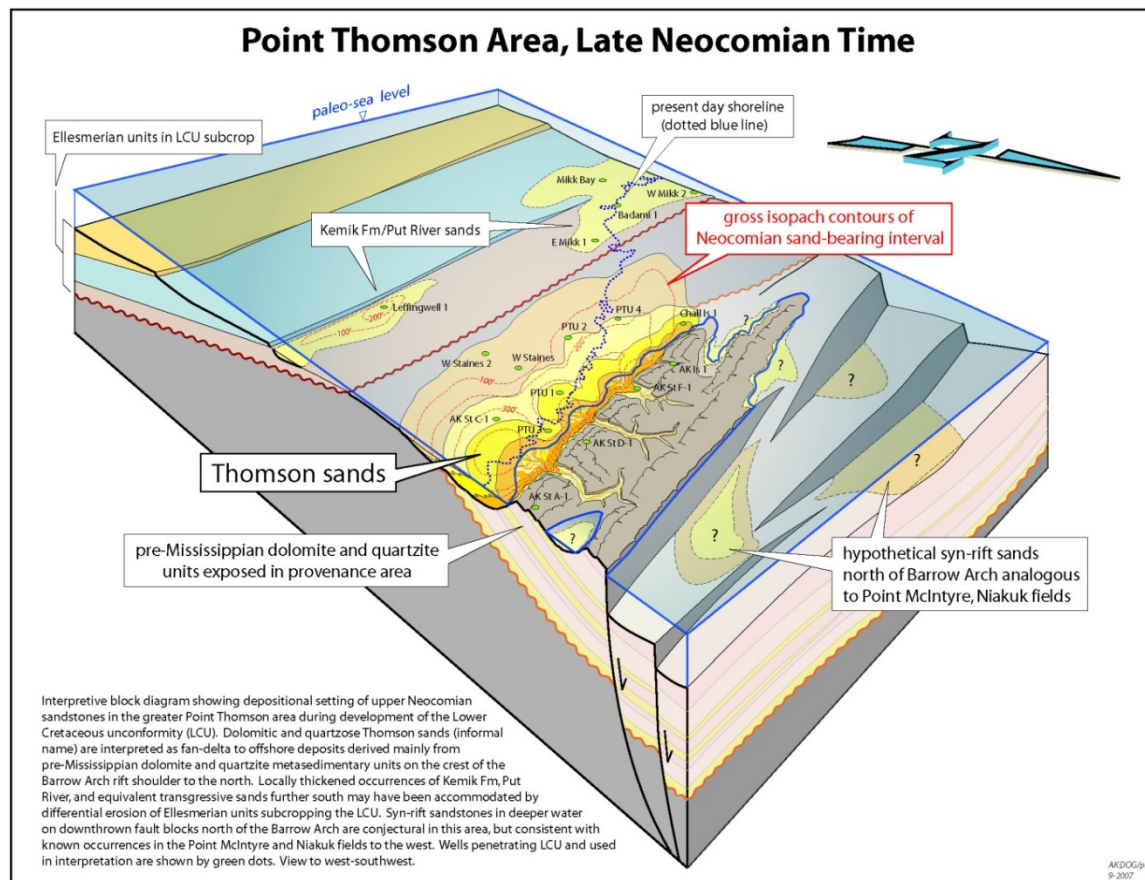 Point Thomson Area, Late Neocomian Time
paleo-sea level
present day shoreline
(dotted blue line)
Ellesmerian units in LCU subcrop
Mikk Bay
W Mikk 2
Badami 1
gross isopach contours of
Neocomian sand-bearing interval
Kemik Fm/Put River sands
E Mikk 1
Leffingwell 1
200'
100'
PTU 4
Chall Is 1
?
PTU 2
200'
W Staines 2
W Staines
AK Is 1
?
?
100'
PTU 1
AK St F-1
AK St C-1
300'
PTU 3
AK St D-1
?
Thomson sands
AK St A-1
?
?
pre-Mississippian dolomite and quartzite
units exposed in provenance area
hypothetical syn-rift sands
north of Barrow Arch analogous
to Point McIntyre, Niakuk fields
Interpretive block diagram showing depositional setting of upper Neocomian
sandstones in the greater Point Thomson area during development of the Lower
Cretaceous unconformity (LCU). Dolomitic and quartzose Thomson sands (informal
name) are interpreted as fan-delta to offshore deposits derived mainly from
pre-Mississippian dolomite and quartzite metasedimentary units on the crest of the
Barrow Arch rift shoulder to the north. Locally thickened occurrences of Kemik Fm, Put
River, and equivalent transgressive sands further south may have been accommodated by
differential erosion of Ellesmerian units subcropping the LCU. Syn-rift sandstones in deeper water
on downthrown fault blocks north of the Barrow Arch are conjectural in this area, but consistent with
known occurrences in the Point McIntyre and Niakuk fields to the west. Wells penetrating LCU and used
in interpretation are shown by green dots. View to west-southwest.
9-2007